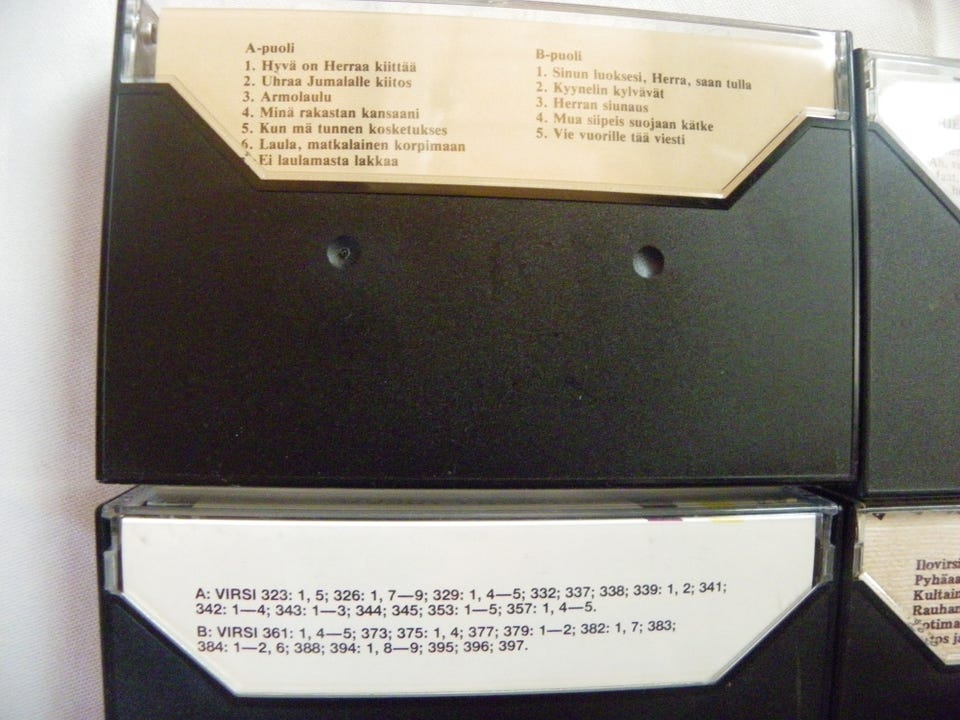 A-puoli
1. Hyvä on Herraa kiittää
2. Uhraa Jumalalle kiitos
3. Armolaulu
4. Minä rakastan kansaani
5. Kun mä tunnen kosketukses
6. Laula, matkalainen korpimaan
Ei laulamasta lakkaa
B-puoli
1. Sinun luoksesi, Herra, saan tulla
2. Kyynelin kylvävät
3. Herran siunaus
4. Mua siipeis suojaan kätke
5. Vie vuorille tää viesti
A: VIRSI 323: 1, 5; 326: 1, 7—9; 329: 1, 4—5; 332; 337; 338; 339: 1, 2; 341;
342: 1—4; 343: 1—3; 344; 345; 353: 1—5; 357: 1, 4—5.
B: VIRSI 361: 1, 4—5; 373; 375: 1, 4; 377; 379: 1—2; 382: 1, 7; 383;
384: 1—2, 6; 388; 394: 1, 8—9; 395; 396; 397.
Ilovirsi
Pyhäaa
Kultain
Rauhan